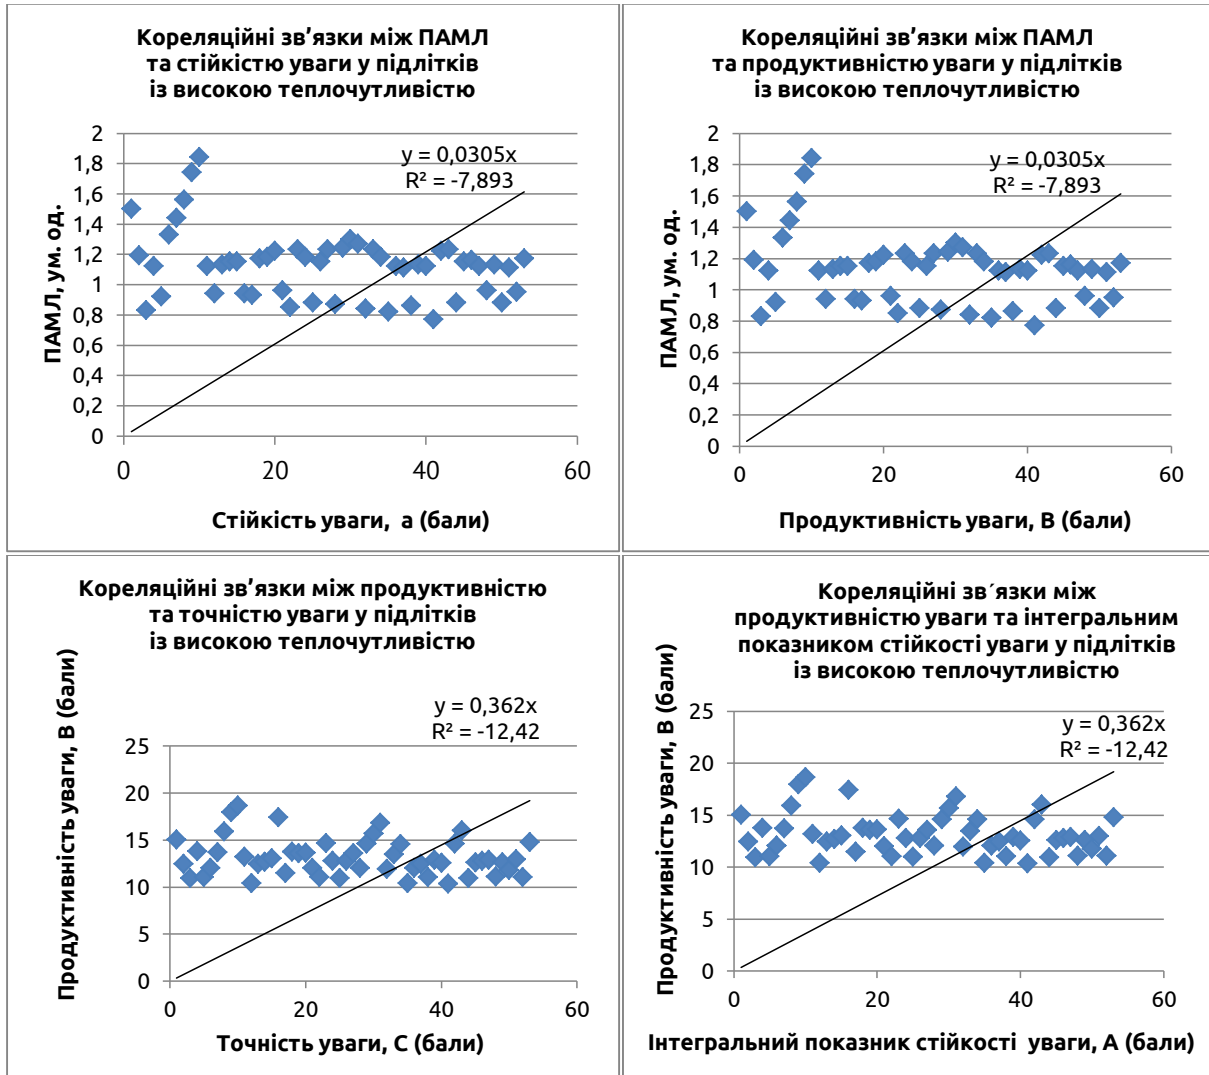 Кореляційні зв’язки між ПАМЛ
та стійкістю уваги у підлітків
із високою теплочутливістю
2
1,8
1,6
1,4
1,2
1
0,8
0,6
0,4
0,2
0
y = 0,0305x
R² = -7,893
ПАМЛ, ум. од.
0 20 40 60
Стійкість уваги, а (бали)
Кореляційні зв’язки між ПАМЛ
та продуктивністю уваги у підлітків
із високою теплочутливістю
2
1,8
1,6
1,4
1,2
1
0,8
0,6
0,4
0,2
0
y = 0,0305x
R² = -7,893
ПАМЛ, ум. од.
0 20 40 60
Продуктивність уваги, В (бали)
Кореляційні зв’язки між продуктивністю
та точністю уваги у підлітків
із високою теплочутливістю
y = 0,362x
R² = -12,42
25
20
15
10
5
0
Продуктивність уваги, В (бали)
0 20 40 60
Точність уваги, С (бали)
Кореляційні зв´язки між
продуктивністю уваги та інтегральним
показником стійкості уваги у підлітків
із високою теплочутливістю
25
20
15
10
5
0
y = 0,362x
R² = -12,42
Продуктивність уваги, В (бали)
0 20 40 60
Інтегральний показник стійкості уваги, А (бали)